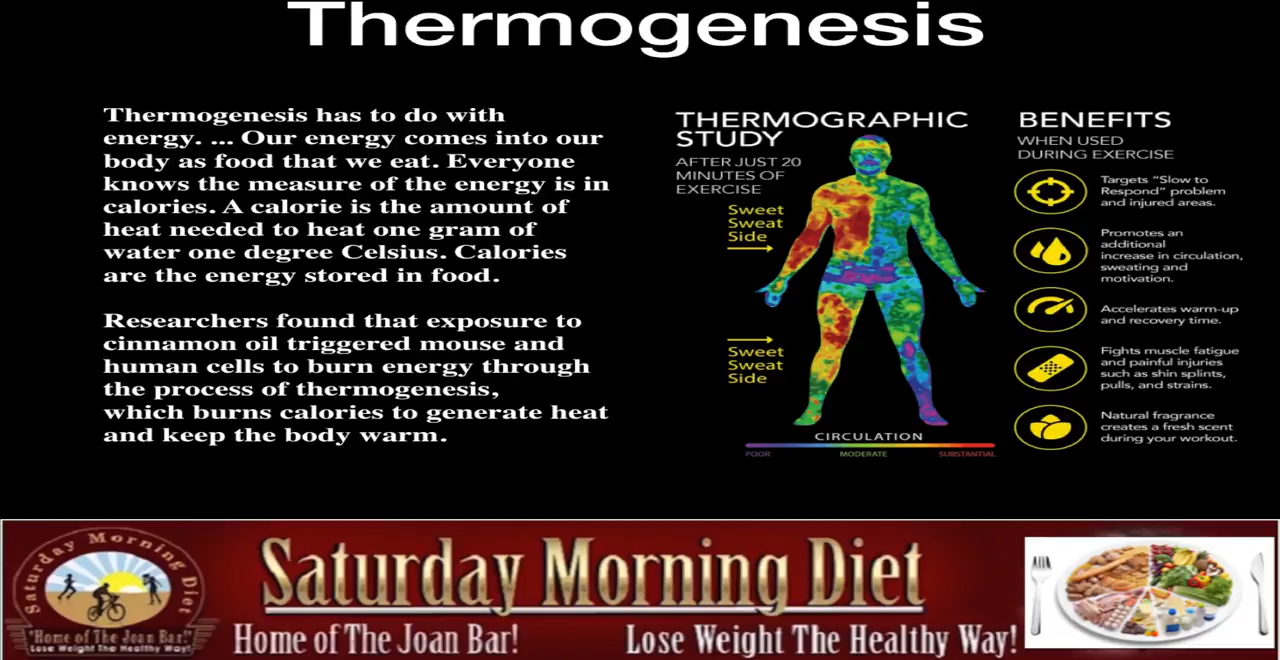 Thermogenesis
Thermogenesis has to do with
energy. ... Our energy comes into our
body as food that we eat. Everyone
knows the measure of the energy is in
calories. A calorie is the amount of
heat needed to heat one gram of
water one degree Celsius. Calories
are the energy stored in food.
Researchers found that exposure to
cinnamon oil triggered mouse and
human cells to burn energy through
the process of thermogenesis,
which burns calories to generate heat
and keep the body warm.
THERMOGRAPHIC
STUDY
AFTER JUST 20
MINUTES OF
EXERCISE
Sweet
Sweat
Side
Sweet
Sweat
Side
CIRCULATION
POOR MODERATE SUBSTANTIAL
BENEFITS
WHEN USED
DURING EXERCISE
Targets "Slow to
Respond" problem
and injured areas.
Promotes an
additional
increase in circulation,
sweating and
motivation.
Accelerates warm-up
and recovery time.
Fights muscle fatigue
and painful injuries
such as shin splints,
pulls, and strains.
Natural fragrance
creates a fresh scent
during your workout.
Saturday Morning Diet
"Home of The Joan Bar!"
Lose Weight The Healthy Way!
Saturday Morning Diet
Home of The Joan Bar! Lose Weight The Healthy Way!